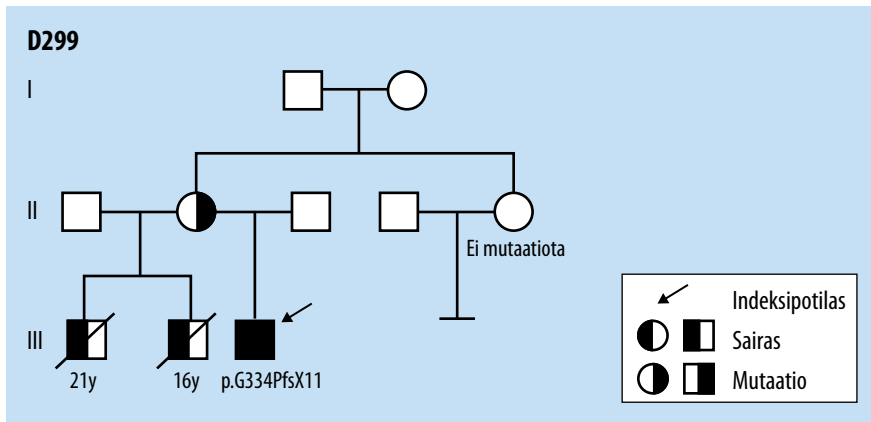 D299
I
II
Ei mutaatiota
III
21y
16y
p.G334PfsX11
Indeksipotilas
Sairas
Mutaatio